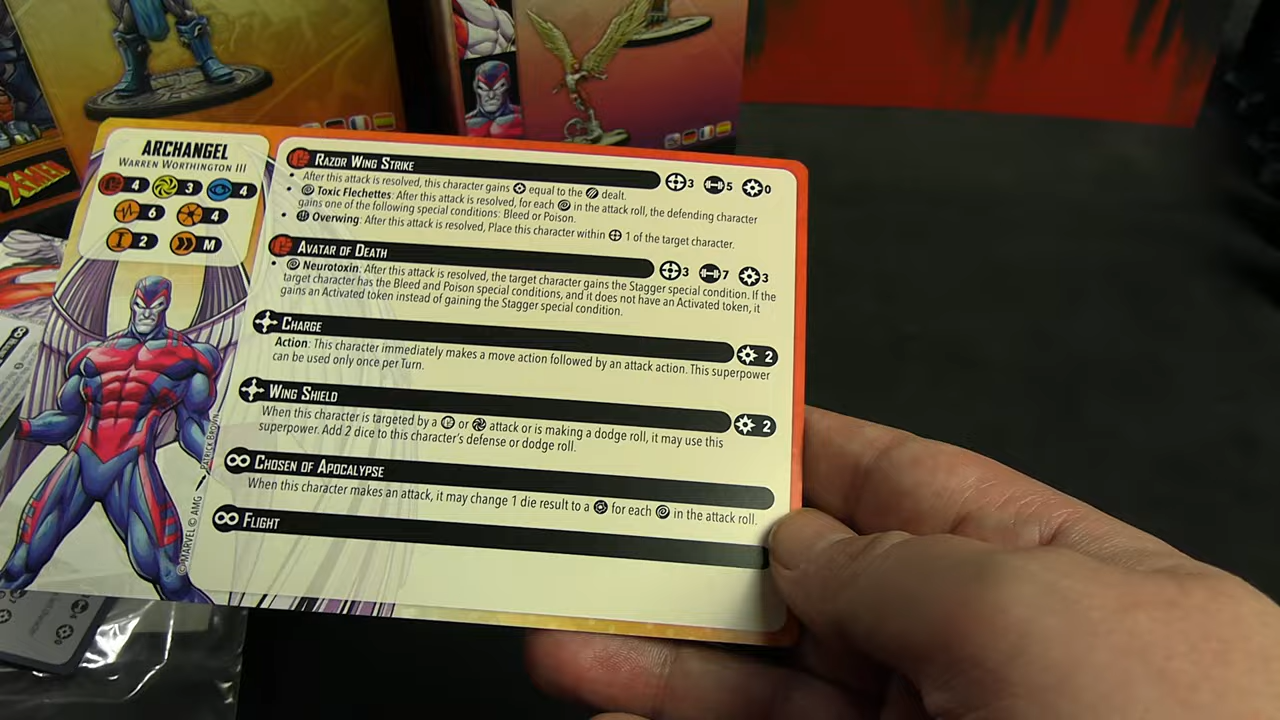 ARCHANGEL
WARREN WORTHINGTON III
4 3 4
6 4
2 M
RAZOR WING STRIKE 3 5 0
After this attack is resolved, this character gains equal to the dealt.
Toxic Flechettes: After this attack is resolved, for each in the attack roll, the defending character
gains one of the following special conditions: Bleed or Poison.
Overwing: After this attack is resolved, Place this character within 1 of the target character.
AVATAR OF DEATH 3 7 3
Neurotoxin: After this attack is resolved, the target character gains the Stagger special condition. If the
target character has the Bleed and Poison special conditions, and it does not have an Activated token, it
gains an Activated token instead of gaining the Stagger special condition.
CHARGE 2
Action: This character immediately makes a move action followed by an attack action. This superpower
can be used only once per Turn.
WING SHIELD 2
When this character is targeted by a or attack or is making a dodge roll, it may use this
superpower. Add 2 dice to this character's defense or dodge roll.
CHOSEN OF APOCALYPSE
When this character makes an attack, it may change 1 die result to a for each in the attack roll.
FLIGHT
PATRICK BROWN
©MARVEL © AMG
X-MEN